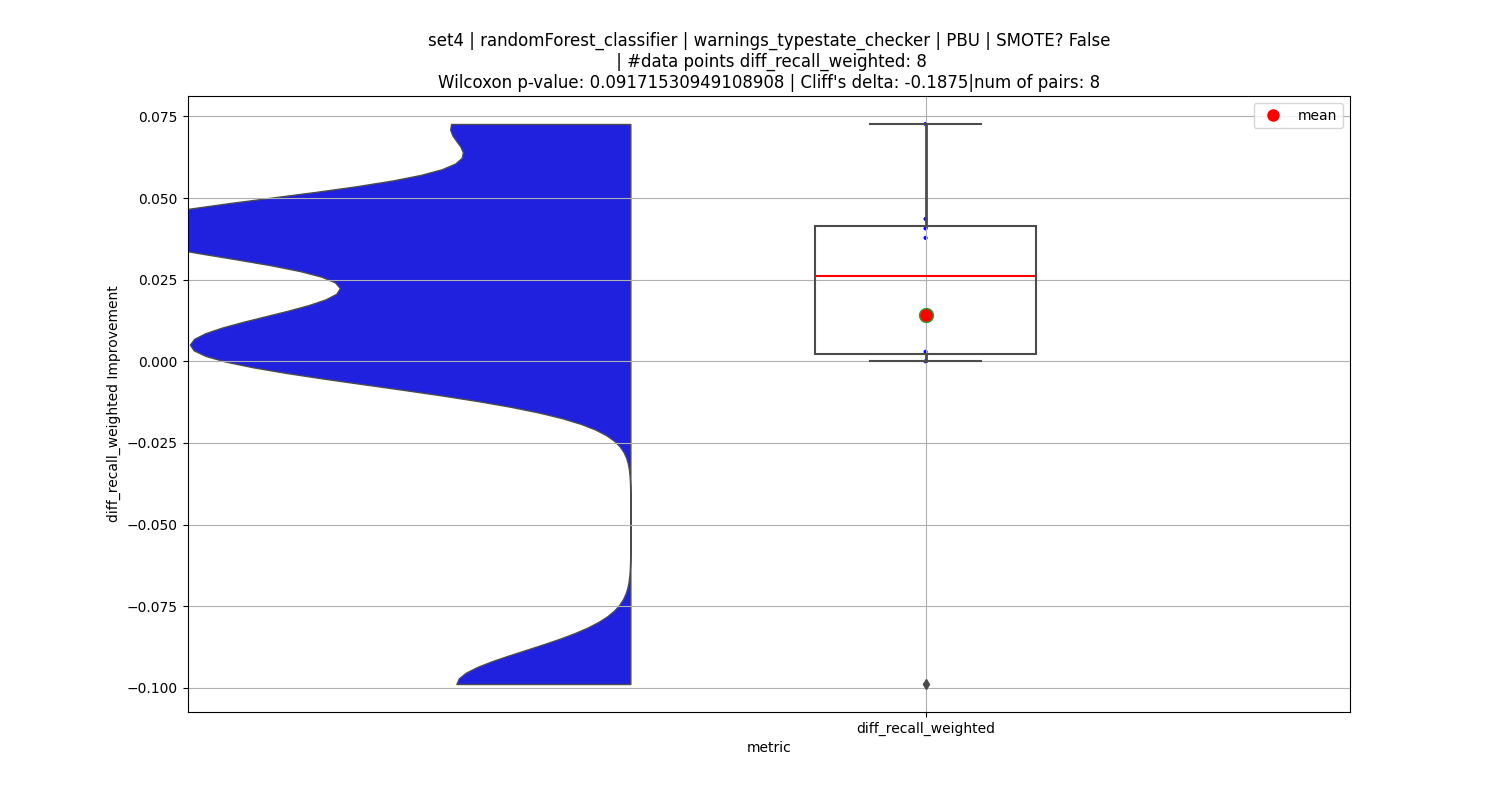 set4 | randomForest_classifier | warnings_typestate_checker | PBU | SMOTE? False
| #data points diff_recall_weighted: 8
Wilcoxon p-value: 0.09171530949108908 | Cliff's delta: -0.1875|num of pairs: 8
mean
0.075
0.050
0.025
0.000
−0.025
−0.050
−0.075
−0.100
diff_recall_weighted Improvement
diff_recall_weighted
metric